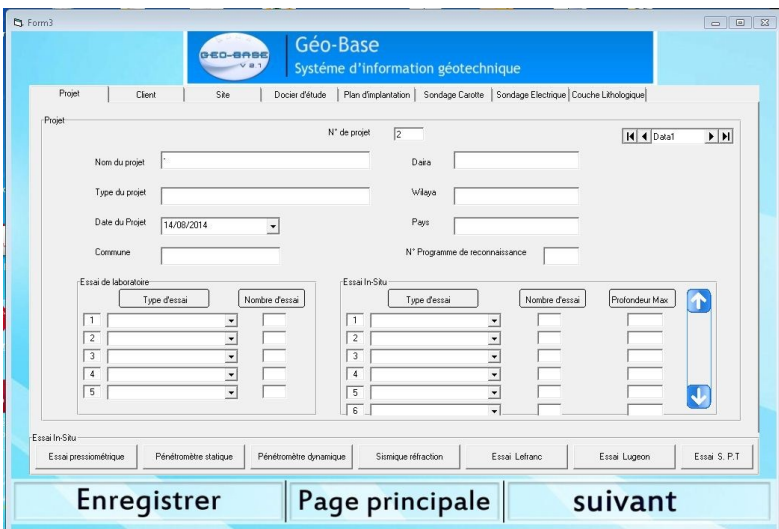 Form3
GEO-BASE
V 2.1
Géo-Base
Systéme d'information géotechnique
Projet
Client
Site
Docier d'étude
Plan d'implantation
Sondage Carotte
Sondage Electrique
Couche Lithologique
Projet
N° de projet
2
Data1
Nom du projet
Daira
Type du projet
Wilaya
Date du Projet
14/08/2014
Pays
Commune
N° Programme de reconnaissance
Essai de laboratoire
Essai In-Situ
Type d'essai
Nombre d'essai
Type d'essai
Nombre d'essai
Profondeur Max
1
1
2
2
3
3
4
4
5
5
6
Essai In-Situ
Essai pressiométrique
Pénétromètre statique
Pénétromètre dynamique
Sismique réfraction
Essai Lefranc
Essai Lugeon
Essai S. P.T
Enregistrer
Page principale
suivant